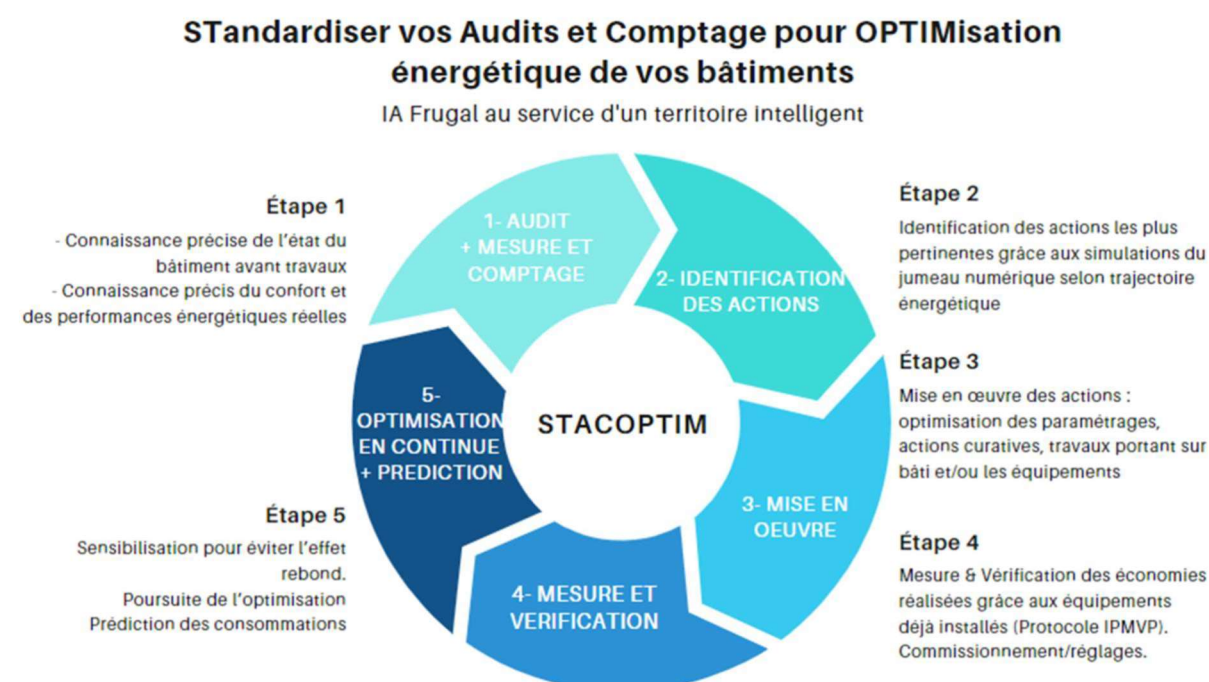 STandardiser vos Audits et Comptage pour OPTIMisation
énergétique de vos bâtiments
IA Frugal au service d'un territoire intelligent
Étape 1
- Connaissance précise de l'état du
bâtiment avant travaux
- Connaissance précis du confort et
des performances énergétiques réelles
1- AUDIT
+ MESURE ET
COMPTAGE
2- IDENTIFICATION
DES ACTIONS
Étape 2
Identification des actions les plus
pertinentes grâce aux simulations du
jumeau numérique selon trajectoire
énergétique
Étape 3
Mise en œuvre des actions :
optimisation des paramétrages,
actions curatives, travaux portant sur
bâti et/ou les équipements
5-
OPTIMISATION
EN CONTINUE
+ PREDICTION
STACOPTIM
3- MISE EN
OEUVRE
Étape 5
Sensibilisation pour éviter l'effet
rebond.
Poursuite de l'optimisation
Prédiction des consommations
4- MESURE ET
VERIFICATION
Étape 4
Mesure & Vérification des économies
réalisées grâce aux équipements
déjà installés (Protocole IPMVP).
Commissionnement/réglages.